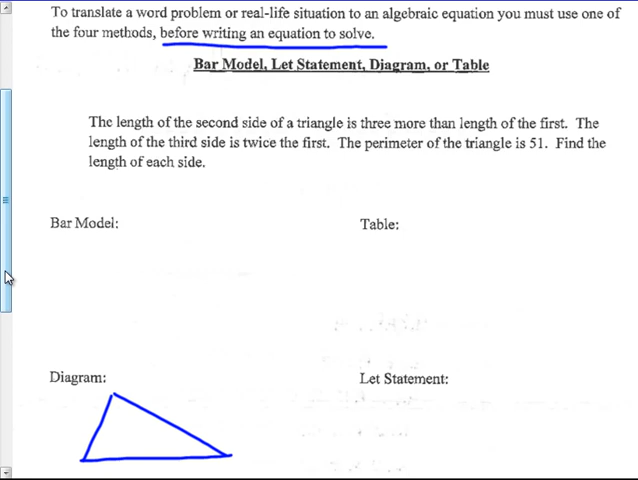 To translate a word problem or real-life situation to an algebraic equation you must use one of
the four methods, before writing an equation to solve.
Bar Model, Let Statement, Diagram, or Table
The length of the second side of a triangle is three more than length of the first. The
length of the third side is twice the first. The perimeter of the triangle is 51. Find the
length of each side.
Bar Model:
Table:
Diagram:
Let Statement: